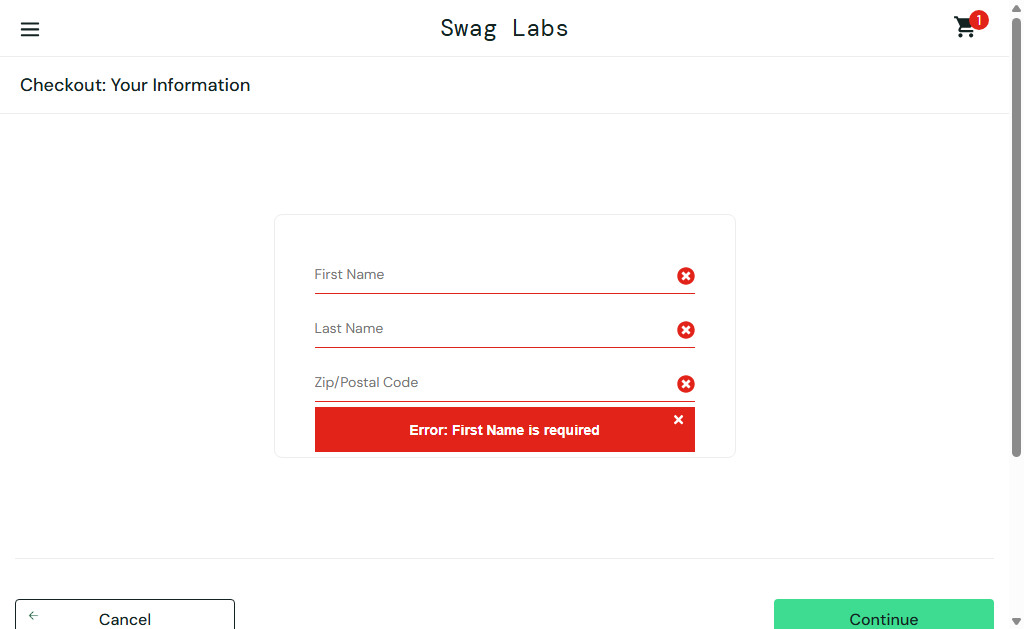 Swag Labs
1
Checkout: Your Information
First Name
Last Name
Zip/Postal Code
Error: First Name is required
Cancel
Continue